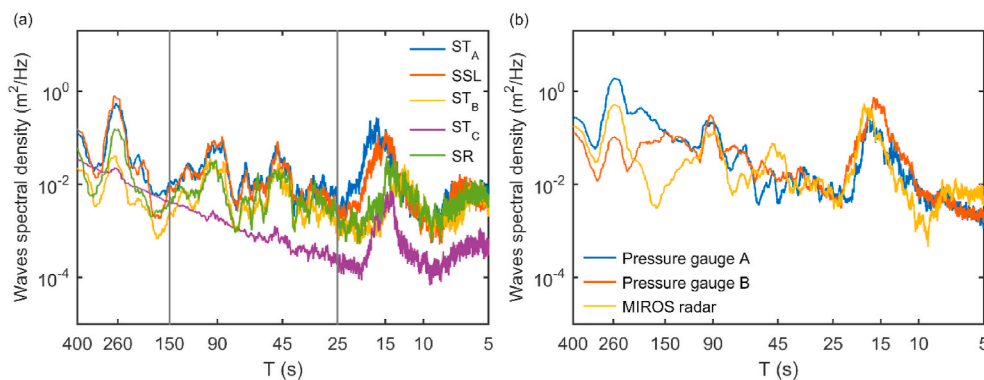 (a)
Waves spectral density (m²/Hz)
10⁰
10⁻²
10⁻⁴
400 260 150 90 45 25 15 10 5
T (s)
ST_A
SSL
ST_B
ST_C
SR
(b)
Waves spectral density (m²/Hz)
10⁰
10⁻²
10⁻⁴
400 260 150 90 45 25 15 10 5
T (s)
Pressure gauge A
Pressure gauge B
MIROS radar